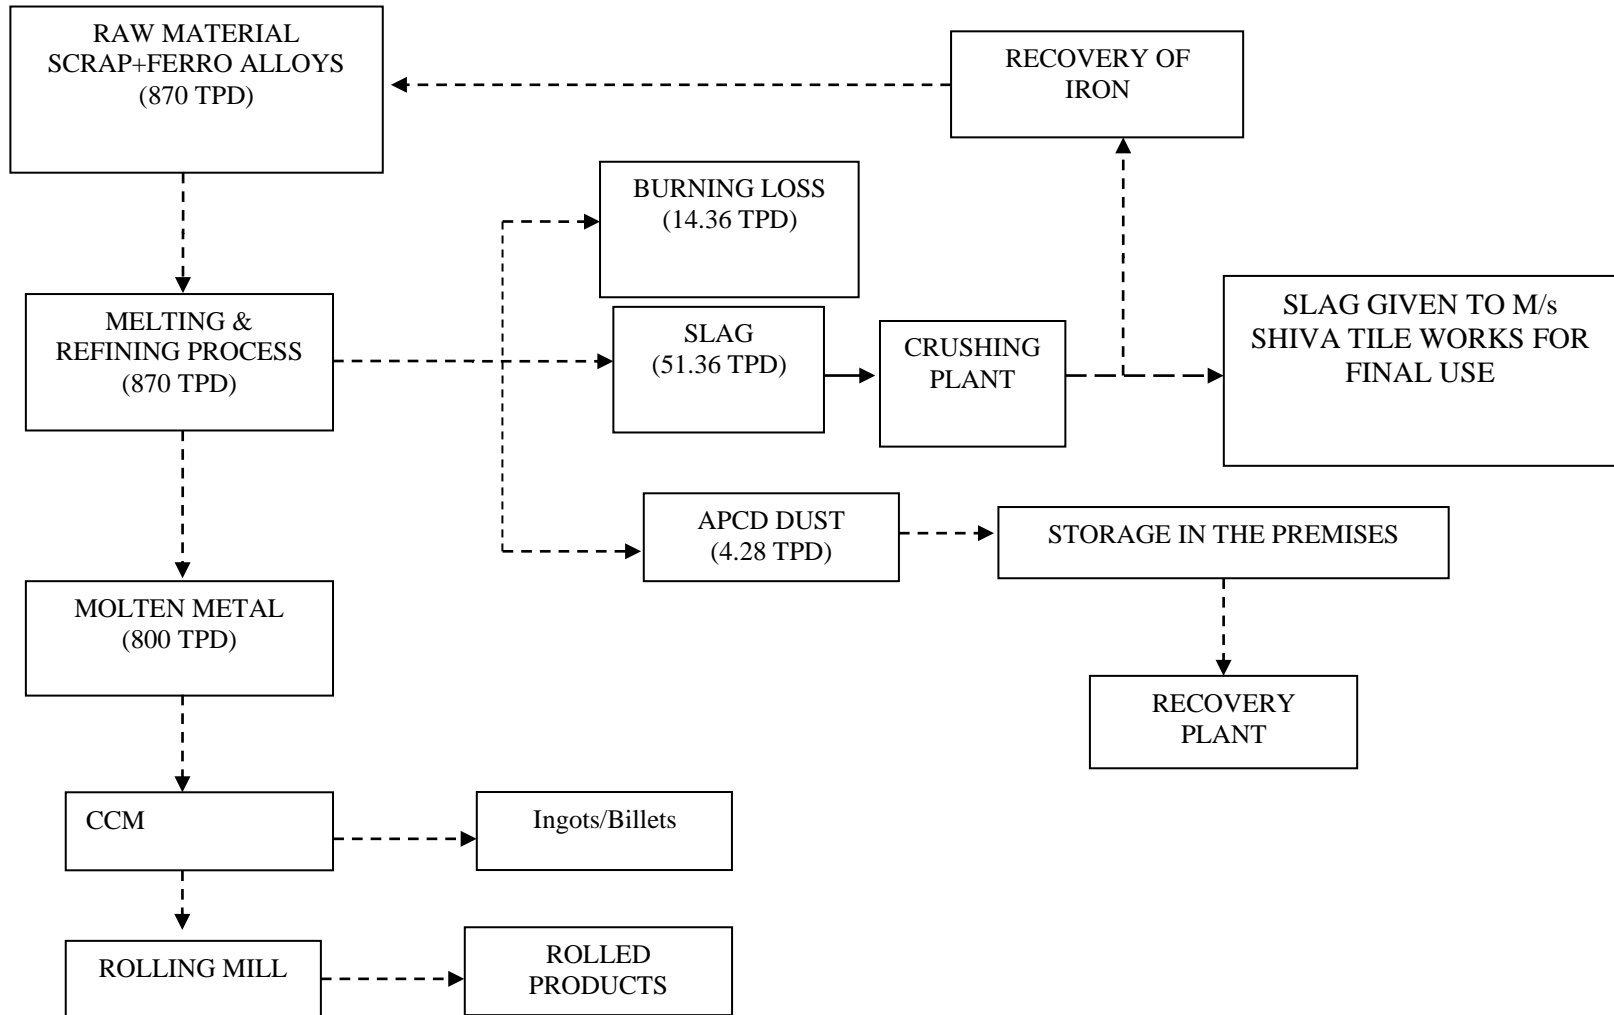 RAW MATERIAL
SCRAP+FERRO ALLOYS
(870 TPD)
RECOVERY OF
IRON
BURNING LOSS
(14.36 TPD)
MELTING &
REFINING PROCESS
(870 TPD)
SLAG
(51.36 TPD)
CRUSHING
PLANT
SLAG GIVEN TO M/s
SHIVA TILE WORKS FOR
FINAL USE
APCD DUST
(4.28 TPD)
STORAGE IN THE PREMISES
MOLTEN METAL
(800 TPD)
RECOVERY
PLANT
CCM
Ingots/Billets
ROLLING MILL
ROLLED
PRODUCTS